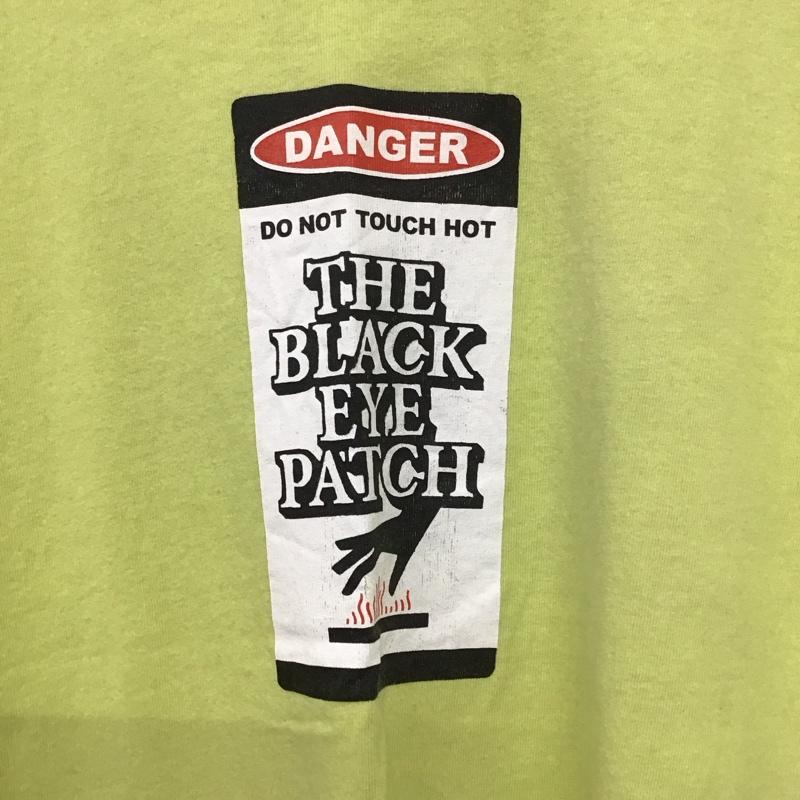 DANGER
DO NOT TOUCH HOT
THE
BLACK
EYE
PATCH